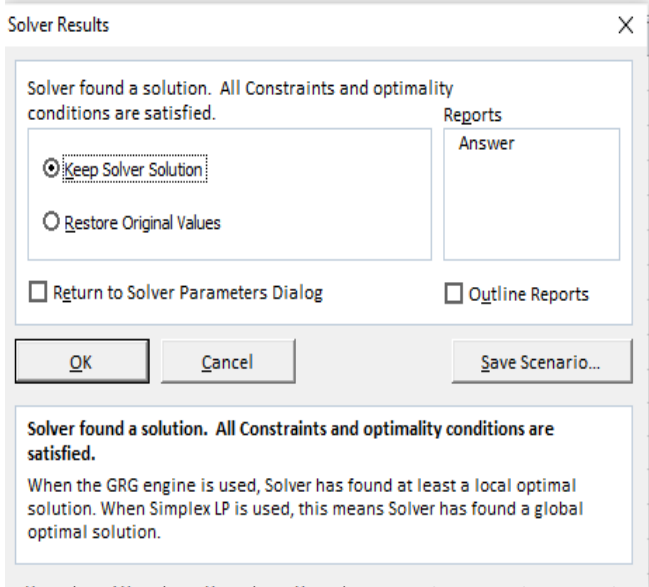 Solver Results
Solver found a solution. All Constraints and optimality
conditions are satisfied.
Reports
Answer
Keep Solver Solution
Restore Original Values
Return to Solver Parameters Dialog
Outline Reports
OK
Cancel
Save Scenario...
Solver found a solution. All Constraints and optimality conditions are
satisfied.
When the GRG engine is used, Solver has found at least a local optimal
solution. When Simplex LP is used, this means Solver has found a global
optimal solution.